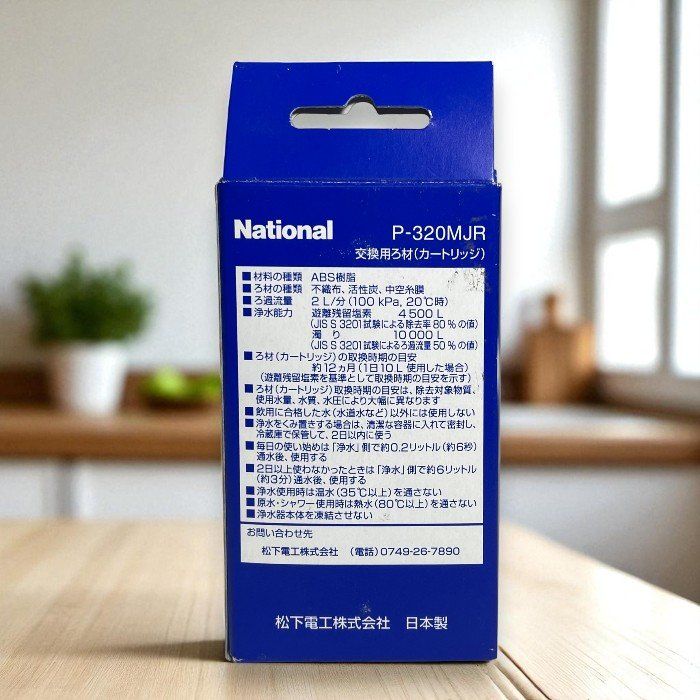 National
P-320MJR
交換用ろ材(カートリッジ)
■材料の種類 ABS樹脂
■ろ材の種類 不織布、活性炭、中空糸膜
■ろ過流量 2L/分(100kPa, 20℃時)
■浄水能力 遊離残留塩素 4500L
(JIS S 3201試験による除去率80%の値)
濁り 10000L
(JIS S 3201試験によるろ過流量50%の値)
■ろ材(カートリッジ)の取換時期の目安
約12ヵ月(1日10L使用した場合)
(遊離残留塩素を基準として取換時期の目安を示す)
■ろ材(カートリッジ)取換時期の目安は、除去対象物質、
使用水量、水質、水圧により大幅に異なります
■飲用に合格した水(水道水など)以外には使用しない
■浄水をくみ置きする場合は、清潔な容器に入れて密封し、
冷蔵庫で保管して、2日以内に使う
■毎日の使い始めは「浄水」側で約0.2リットル(約6秒)
通水後、使用する
■2日以上使わなかったときは「浄水」側で約6リットル
(約3分)通水後、使用する
■浄水使用時は温水(35℃以上)を通さない
■原水・シャワー使用時は熱水(80℃以上)を通さない
■浄水器本体を凍結させない
お問い合わせ先
松下電工株式会社 (電話)0749-26-7890
松下電工株式会社 日本製